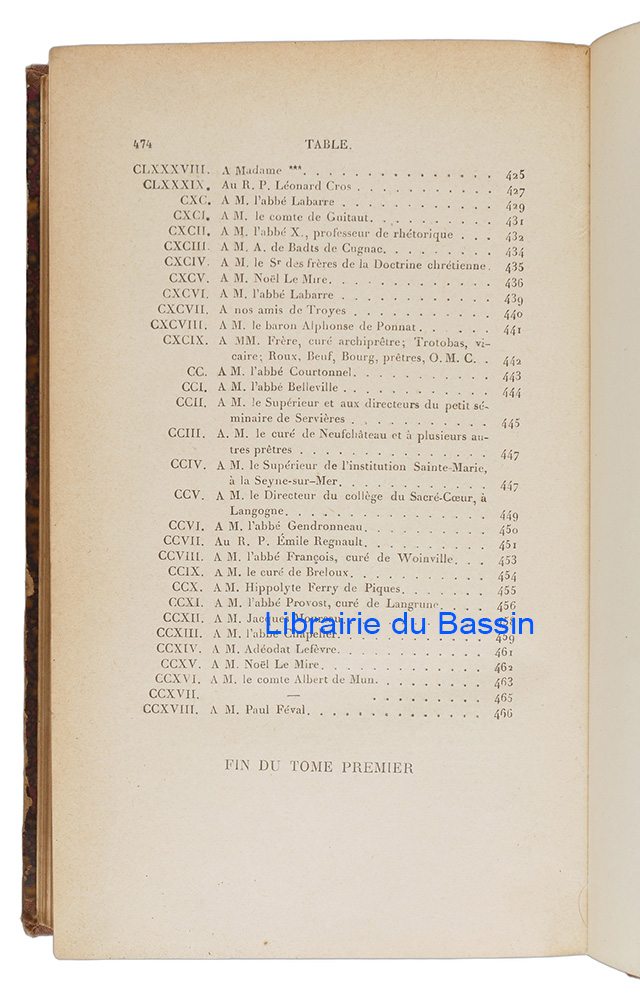 474 TABLE.
CLXXXVIII. A Madame ***. . . . . . . . . . . . . . . . 425
CLXXXIX. Au R. P. Léonard Cros . . . . . . . . . . . 427
CXC. A M. l'abbé Labarre . . . . . . . . . . . . 429
CXCI. A M. le comte de Guitaut. . . . . . . . . . 431
CXCII. A M. l'abbé X., professeur de rhétorique . . . 432
CXCIII. A M. A. de Badts de Cugnac. . . . . . . . . 434
CXCIV. A M. le Sr des frères de la Doctrine chrétienne. 435
CXCV. A M. Noël Le Mire. . . . . . . . . . . . . 436
CXCVI. A M. l'abbé Labarre . . . . . . . . . . . . 439
CXCVII. A nos amis de Troyes . . . . . . . . . . . 440
CXCVIII. A M. le baron Alphonse de Ponnat. . . . . . 441
CXCIX. A MM. Frère, curé archiprêtre; Trotobas, vi-
caire; Roux, Beuf, Bourg, prêtres, O. M. C. . 442
CC. A M. l'abbé Courtonnel. . . . . . . . . . . 443
CCI. A M. l'abbé Belleville . . . . . . . . . . . . 444
CCII. A M. le Supérieur et aux directeurs du petit sé-
minaire de Servières . . . . . . . . . . . 445
CCIII. A. M. le curé de Neufchâteau et à plusieurs au-
tres prêtres . . . . . . . . . . . . . . . 447
CCIV. A M. le Supérieur de l'institution Sainte-Marie,
à la Seyne-sur-Mer. . . . . . . . . . . . 447
CCV. A M. le Directeur du collège du Sacré-Cœur, à
Langogne. . . . . . . . . . . . . . . . 449
CCVI. A M. l'abbé Gendronneau. . . . . . . . . . 450
CCVII. Au R. P. Émile Regnault. . . . . . . . . . 451
CCVIII. A M. l'abbé François, curé de Woinville. . . 453
CCIX. A M. le curé de Breloux. . . . . . . . . . . 454
CCX. A M. Hippolyte Ferry de Piques. . . . . . . 455
CCXI. A M. l'abbé Provost, curé de Langrune. . . . 456
CCXII. A M. Jacques
Librairie du Bassin
CCXIII. A M. l'abbé Chapelier. . . . . . . . . . . 459
CCXIV. A M. Adéodat Lefèvre. . . . . . . . . . . 461
CCXV. A M. Noël Le Mire. . . . . . . . . . . . . 462
CCXVI. A M. le comte Albert de Mun. . . . . . . . 463
CCXVII. — . . . . . . . . 465
CCXVIII. A M. Paul Féval. . . . . . . . . . . . . . 466
FIN DU TOME PREMIER